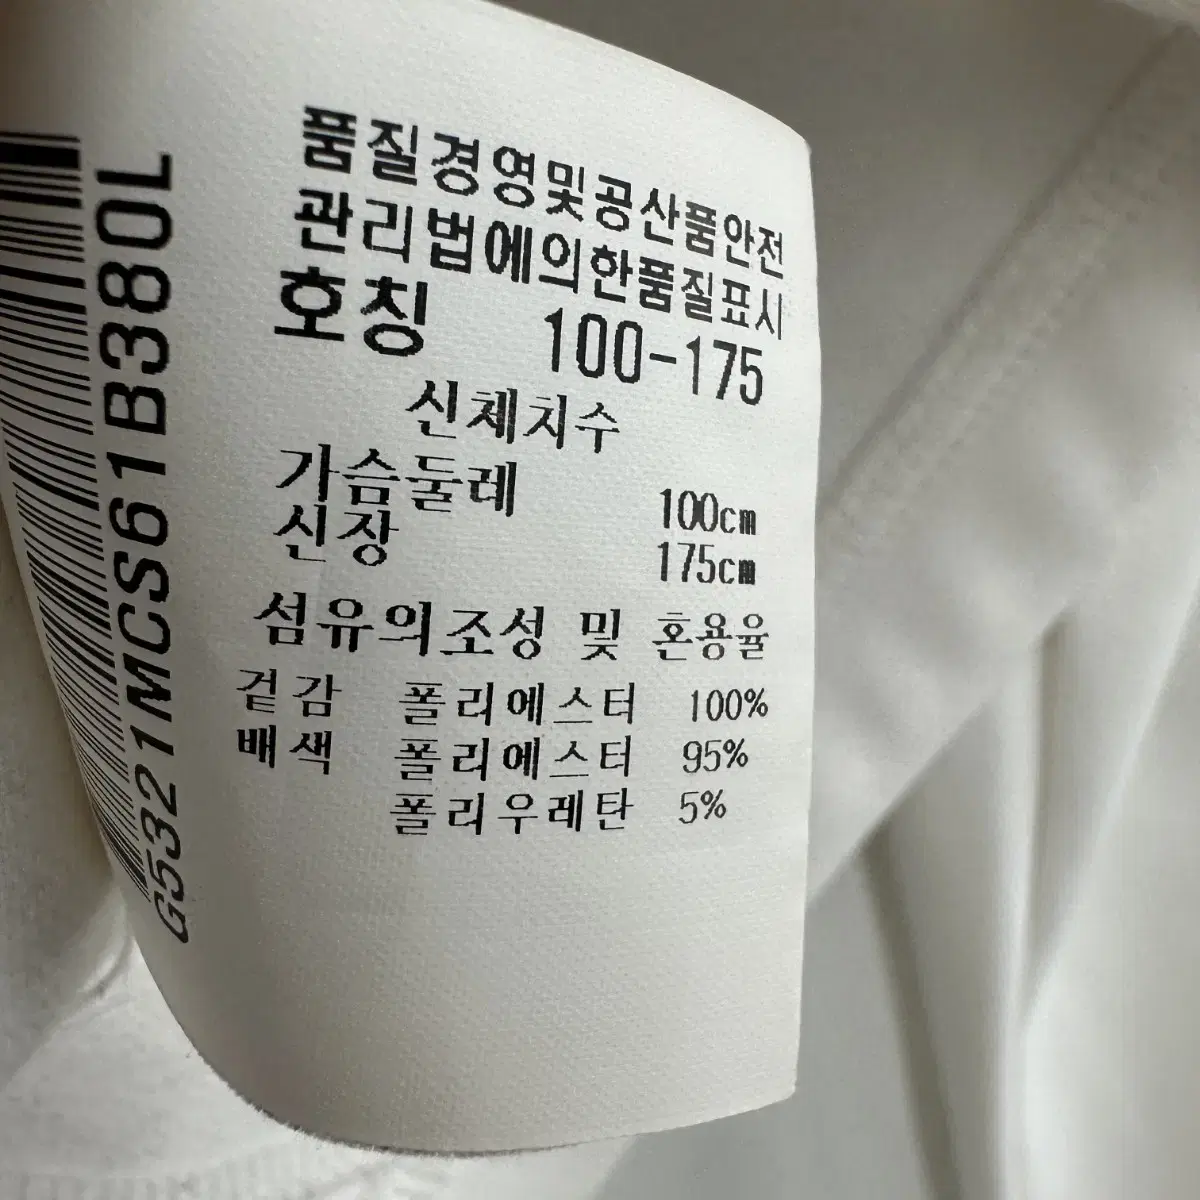 품질경영및공산품안전
관리법에의한품질표시
호칭 100-175
신체치수
가슴둘레 100cm
신장 175cm
섬유의조성 및 혼용율
겉감 폴리에스터 100%
배색 폴리에스터 95%
폴리우레탄 5%
G5321MCS61B380L